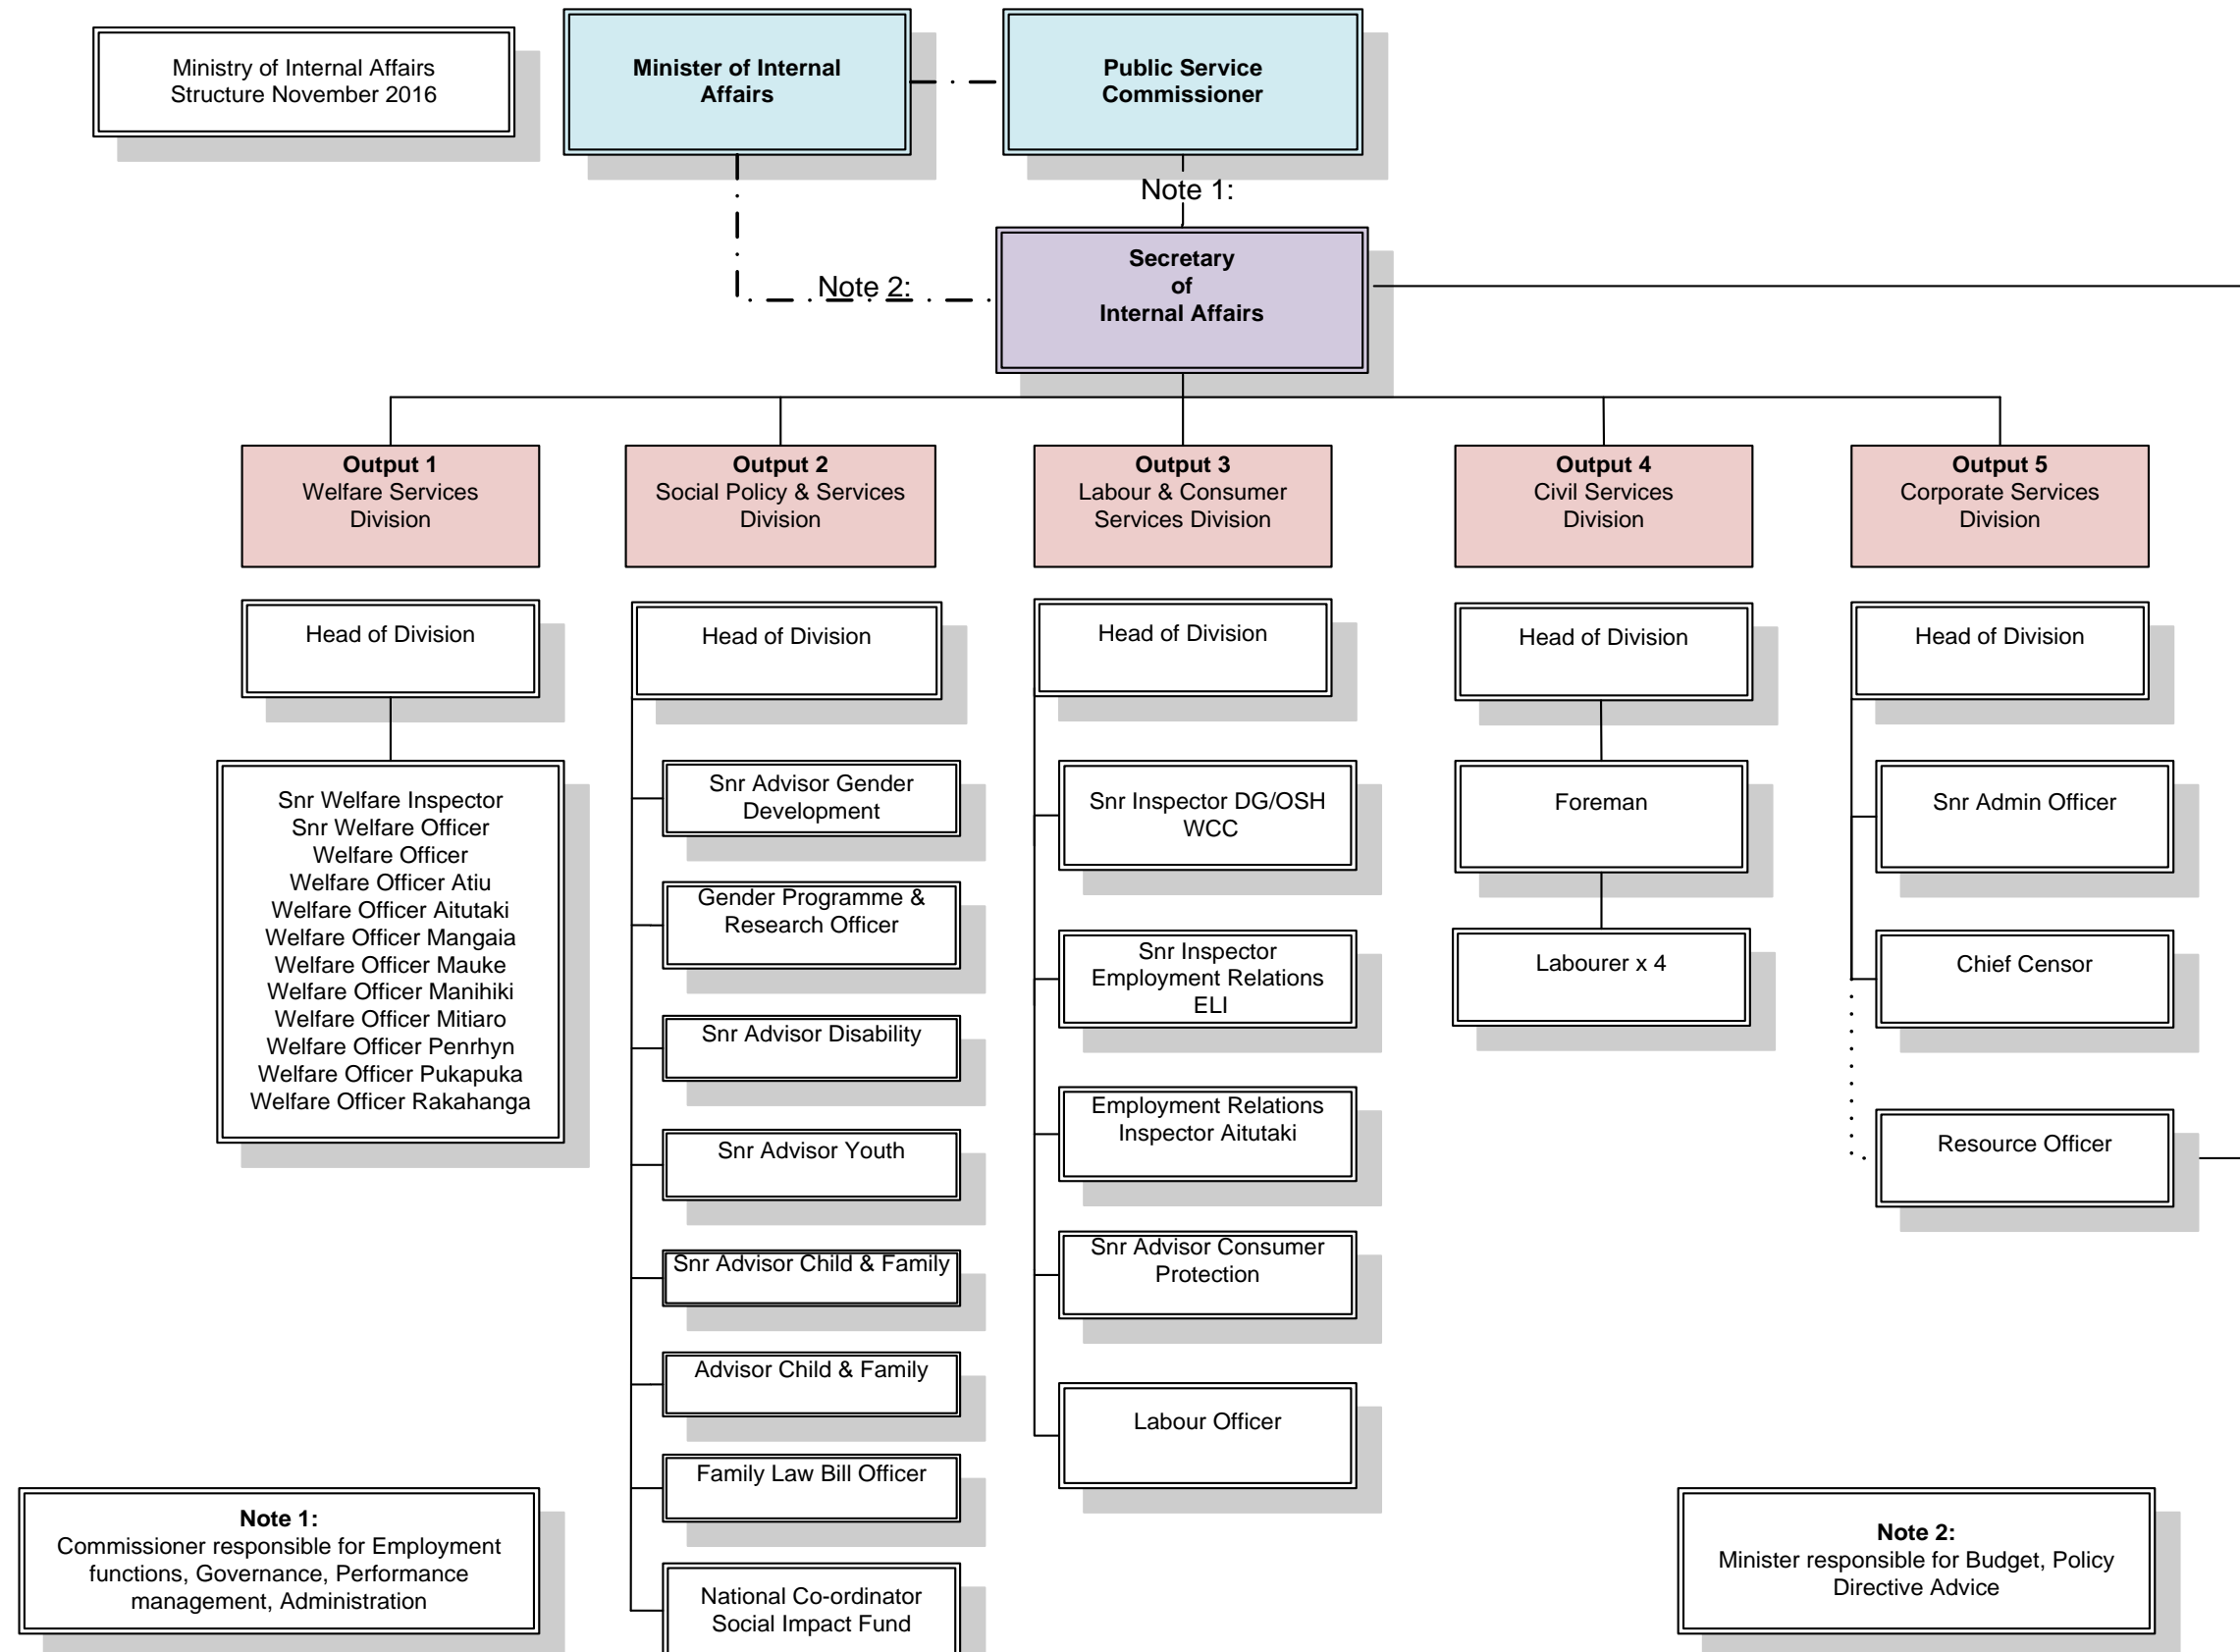 Ministry of Internal Affairs
Structure November 2016
Minister of Internal
Affairs
Public Service
Commissioner
Note 1:
Note 2:
Secretary
of
Internal Affairs
Output 1
Welfare Services
Division
Output 2
Social Policy & Services
Division
Output 3
Labour & Consumer
Services Division
Output 4
Civil Services
Division
Output 5
Corporate Services
Division
Head of Division
Snr Welfare Inspector
Snr Welfare Officer
Welfare Officer
Welfare Officer Atiu
Welfare Officer Aitutaki
Welfare Officer Mangaia
Welfare Officer Mauke
Welfare Officer Manihiki
Welfare Officer Mitiaro
Welfare Officer Penrhyn
Welfare Officer Pukapuka
Welfare Officer Rakahanga
Head of Division
Snr Advisor Gender
Development
Gender Programme &
Research Officer
Snr Advisor Disability
Snr Advisor Youth
Snr Advisor Child & Family
Advisor Child & Family
Family Law Bill Officer
National Co-ordinator
Social Impact Fund
Head of Division
Snr Inspector DG/OSH
WCC
Snr Inspector
Employment Relations
ELI
Employment Relations
Inspector Aitutaki
Snr Advisor Consumer
Protection
Labour Officer
Head of Division
Foreman
Labourer x 4
Head of Division
Snr Admin Officer
Chief Censor
Resource Officer
Note 1:
Commissioner responsible for Employment
functions, Governance, Performance
management, Administration
Note 2:
Minister responsible for Budget, Policy
Directive Advice